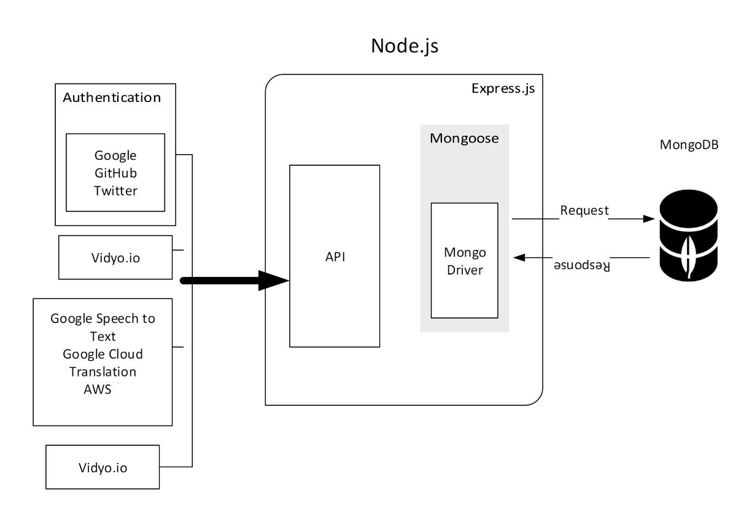 Node.js
Authentication
Google
GitHub
Twitter
Vidyo.io
Google Speech to
Text
Google Cloud
Translation
AWS
Vidyo.io
Express.js
API
Mongoose
Mongo
Driver
Request
Response
MongoDB